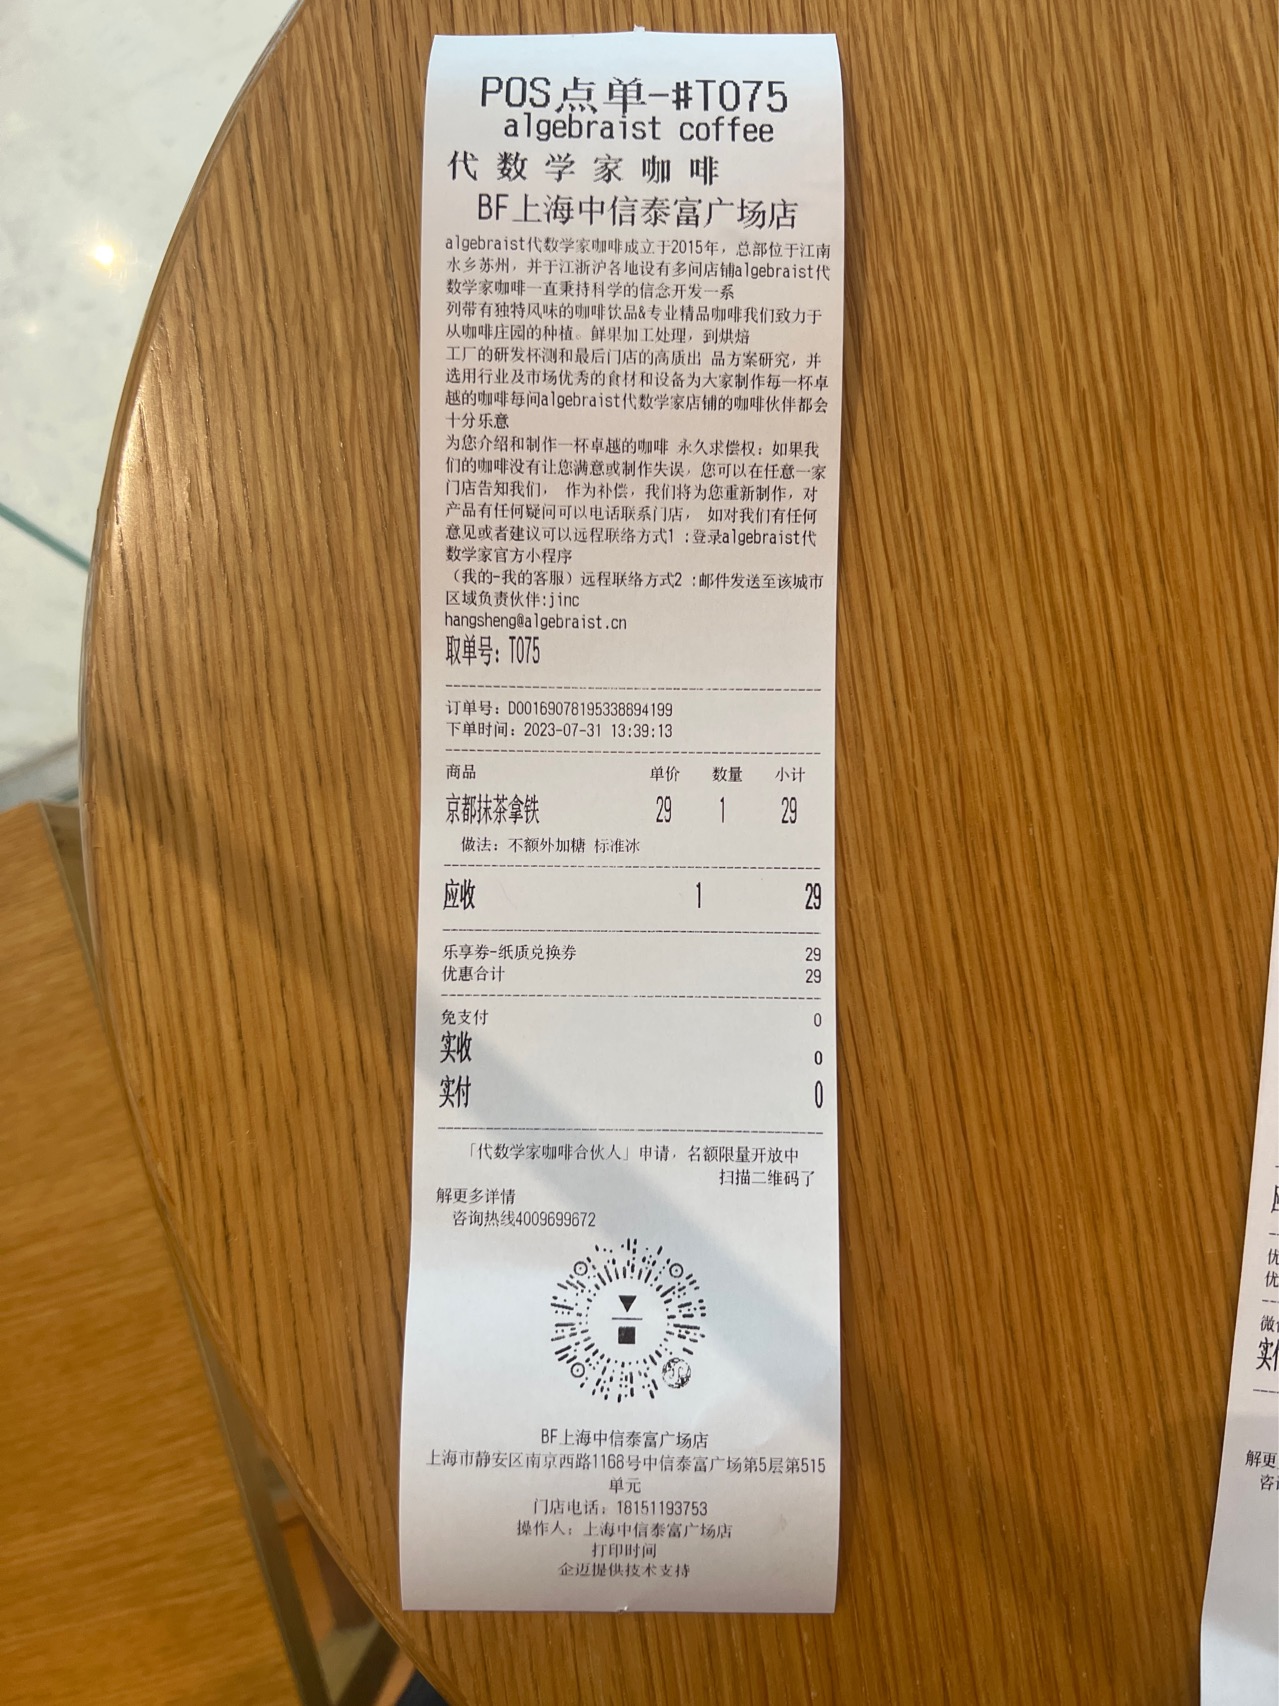 POS点单-#T075
algebraist coffee
代数学家咖啡
BF上海中信泰富广场店
algebraist代数学家咖啡成立于2015年，总部位于江南
水乡苏州，并于江浙沪各地设有多间店铺algebraist代
数学家咖啡一直秉持科学的信念开发一系
列带有独特风味的咖啡饮品&专业精品咖啡我们致力于
从咖啡庄园的种植。鲜果加工处理，到烘焙
工厂的研发杯测和最后门店的高质出 品方案研究，并
选用行业及市场优秀的食材和设备为大家制作每一杯卓
越的咖啡每间algebraist代数学家店铺的咖啡伙伴都会
十分乐意
为您介绍和制作一杯卓越的咖啡 永久求偿权：如果我
们的咖啡没有让您满意或制作失误，您可以在任意一家
门店告知我们， 作为补偿，我们将为您重新制作，对
产品有任何疑问可以电话联系门店， 如对我们有任何
意见或者建议可以远程联络方式1 :登录algebraist代
数学家官方小程序
（我的-我的客服）远程联络方式2 :邮件发送至该城市
区域负责伙伴:jinc
hangsheng@algebraist.cn
取单号：T075
订单号：D00169078195338694199
下单时间：2023-07-31 13:39:13
商品 单价 数量 小计
京都抹茶拿铁 29 1 29
做法：不额外加糖 标准冰
应收 1 29
乐享券-纸质兑换券 29
优惠合计 29
免支付 0
实收 0
实付 0
「代数学家咖啡合伙人」申请，名额限量开放中
扫描二维码了
解更多详情
咨询热线4009699672
BF上海中信泰富广场店
上海市静安区南京西路1168号中信泰富广场第5层第515
单元
门店电话：18151193753
操作人：上海中信泰富广场店
打印时间
企迈提供技术支持
优
优
微
实
解更
咨